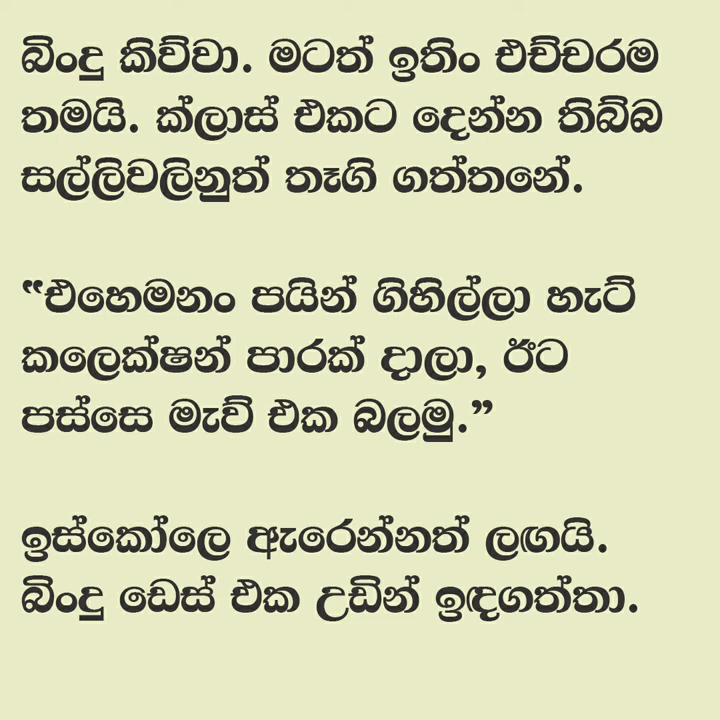 බිංදු කිව්වා. මටත් ඉතිං එච්චරම
තමයි. ක්ලාස් එකට දෙන්න තිබ්බ
සල්ලිවලිනුත් තෑගි ගත්තනේ.
“එහෙමනං පයින් ගිහිල්ලා හැට්
කලෙක්ෂන් පාරක් දාලා, ඊට
පස්සෙ මැච් එක බලමු.”
ඉස්කෝලෙ ඇරෙන්නත් ලඟයි.
බිංදු ඩෙස් එක උඩින් ඉඳගත්තා.